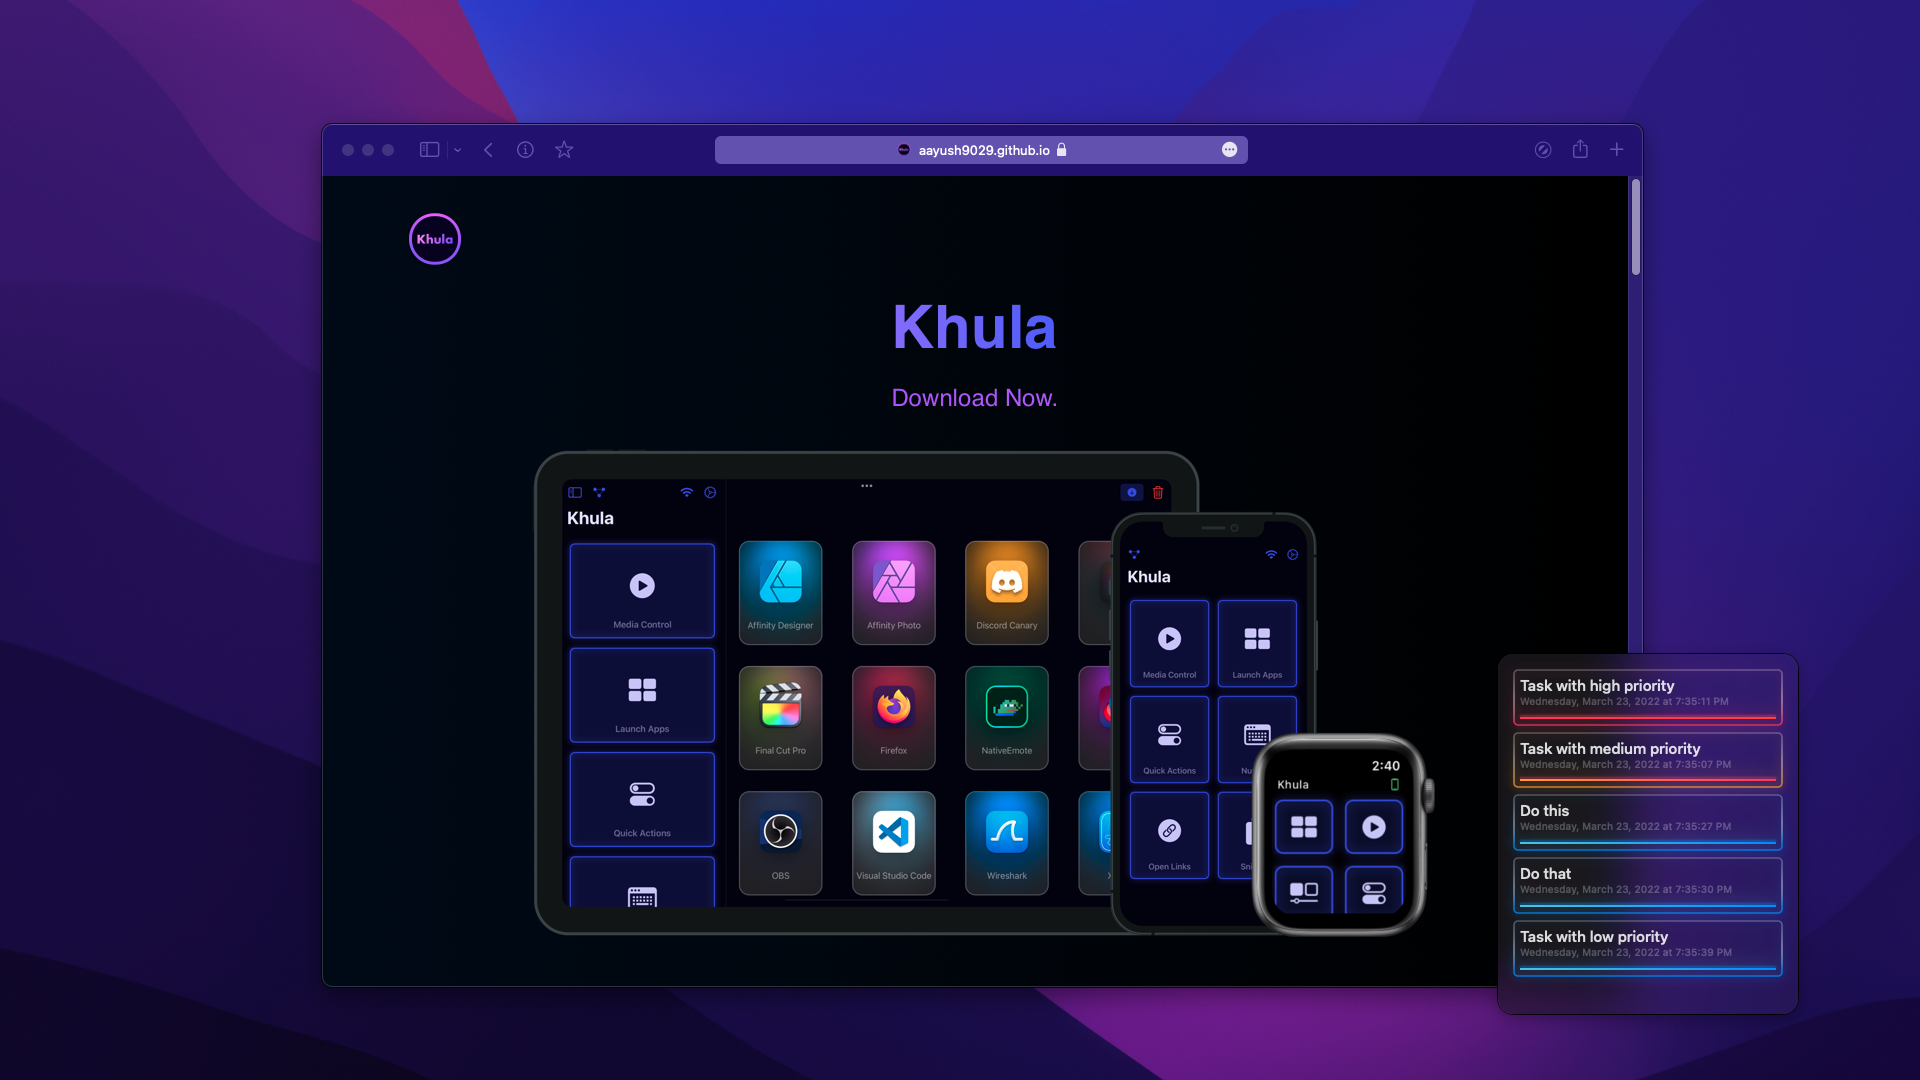 aayush9029.github.io
Khula
Khula
Download Now.
Khula
Media Control
Launch Apps
Quick Actions
Affinity Designer
Affinity Photo
Discord Canary
Final Cut Pro
Firefox
NativeEmote
OBS
Visual Studio Code
Wireshark
Khula
Media Control
Launch Apps
Quick Actions
Open Links
2:40
Khula
Task with high priority
Wednesday, March 23, 2022 at 7:35:11 PM
Task with medium priority
Wednesday, March 23, 2022 at 7:35:07 PM
Do this
Wednesday, March 23, 2022 at 7:35:27 PM
Do that
Wednesday, March 23, 2022 at 7:35:30 PM
Task with low priority
Wednesday, March 23, 2022 at 7:35:39 PM